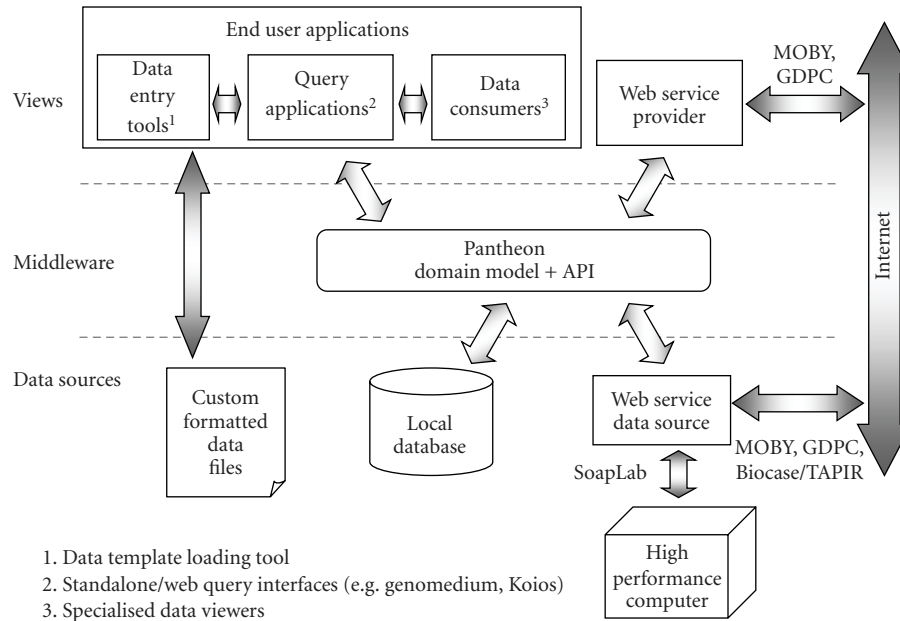 End user applications
Views
Data
entry
tools1
Query
applications2
Data
consumers3
Web service
provider
MOBY,
GDPC
Internet
Middleware
Pantheon
domain model + API
Data sources
Custom
formatted
data
files
Local
database
Web service
data source
MOBY, GDPC,
Biocase/TAPIR
SoapLab
High
performance
computer
1. Data template loading tool
2. Standalone/web query interfaces (e.g. genomedium, Koios)
3. Specialised data viewers